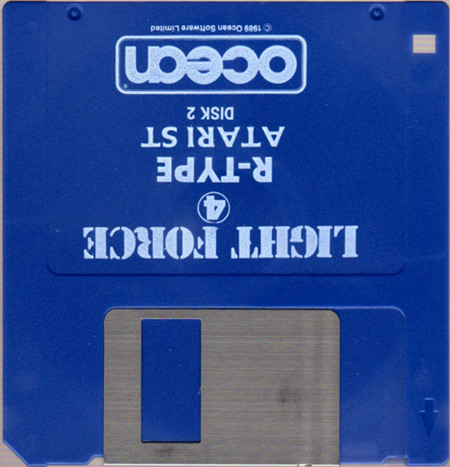 LIGHT FORCE
4
R-TYPE
ATARI ST
DISK 2
ocean
© 1989 Ocean Software Limited